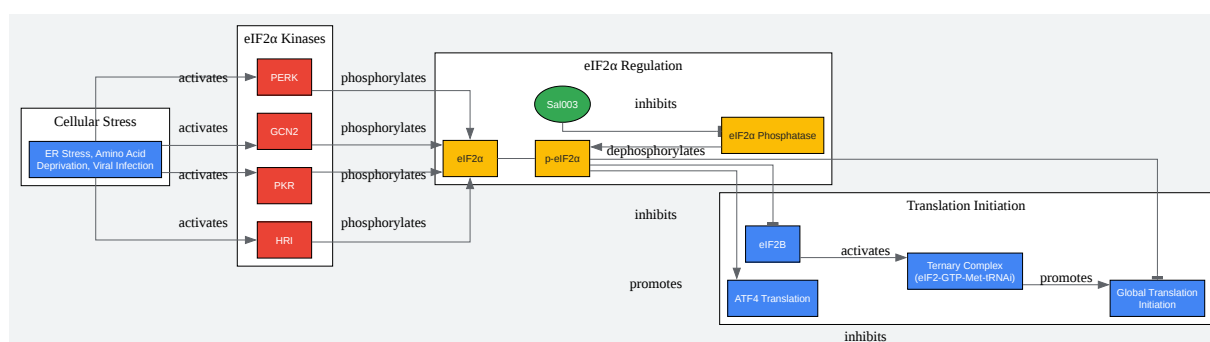 eIF2α Kinases
Cellular Stress
ER Stress, Amino Acid
Deprivation, Viral Infection
activates
activates
activates
activates
PERK
GCN2
PKR
HRI
phosphorylates
phosphorylates
phosphorylates
phosphorylates
eIF2α Regulation
Sal003
inhibits
eIF2α Phosphatase
eIF2α
p-eIF2α
dephosphorylates
inhibits
promotes
inhibits
Translation Initiation
eIF2B
activates
Ternary Complex
(eIF2-GTP-Met-tRNAi)
promotes
ATF4 Translation
Global Translation
Initiation